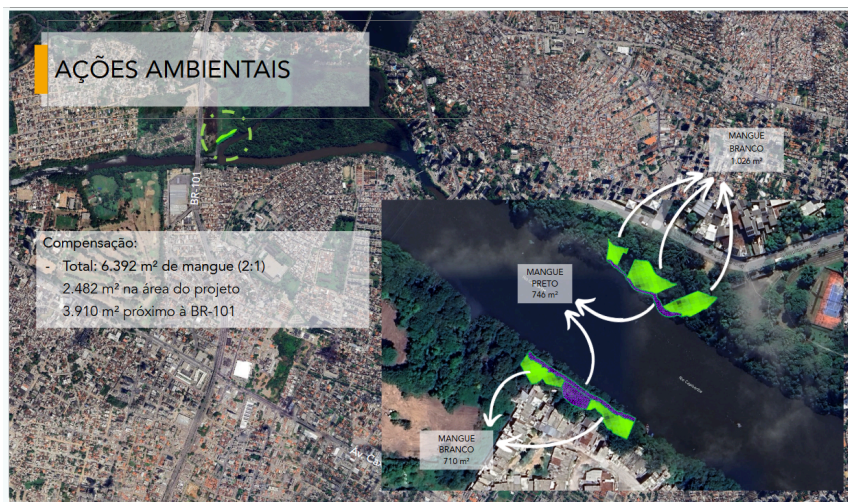 AÇÕES AMBIENTAIS
BR-101
Compensação:
- Total: 6.392 m² de mangue (2:1)
2.482 m² na área do projeto
3.910 m² próximo à BR-101
MANGUE
BRANCO
1.026 m²
MANGUE
PRETO
746 m²
Rio Capibaribe
MANGUE
BRANCO
710 m²